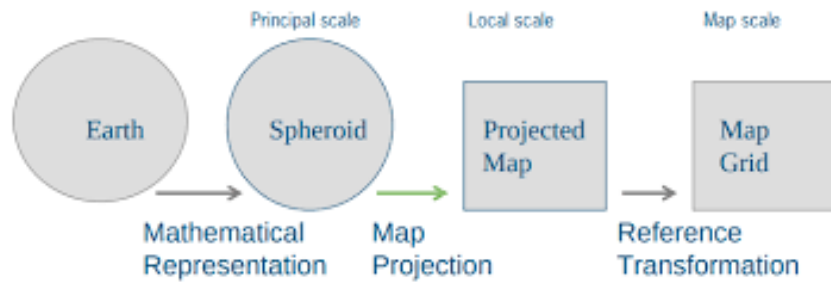 Principal scale
Local scale
Map scale
Earth
Spheroid
Projected
Map
Map
Grid
Mathematical
Representation
Map
Projection
Reference
Transformation